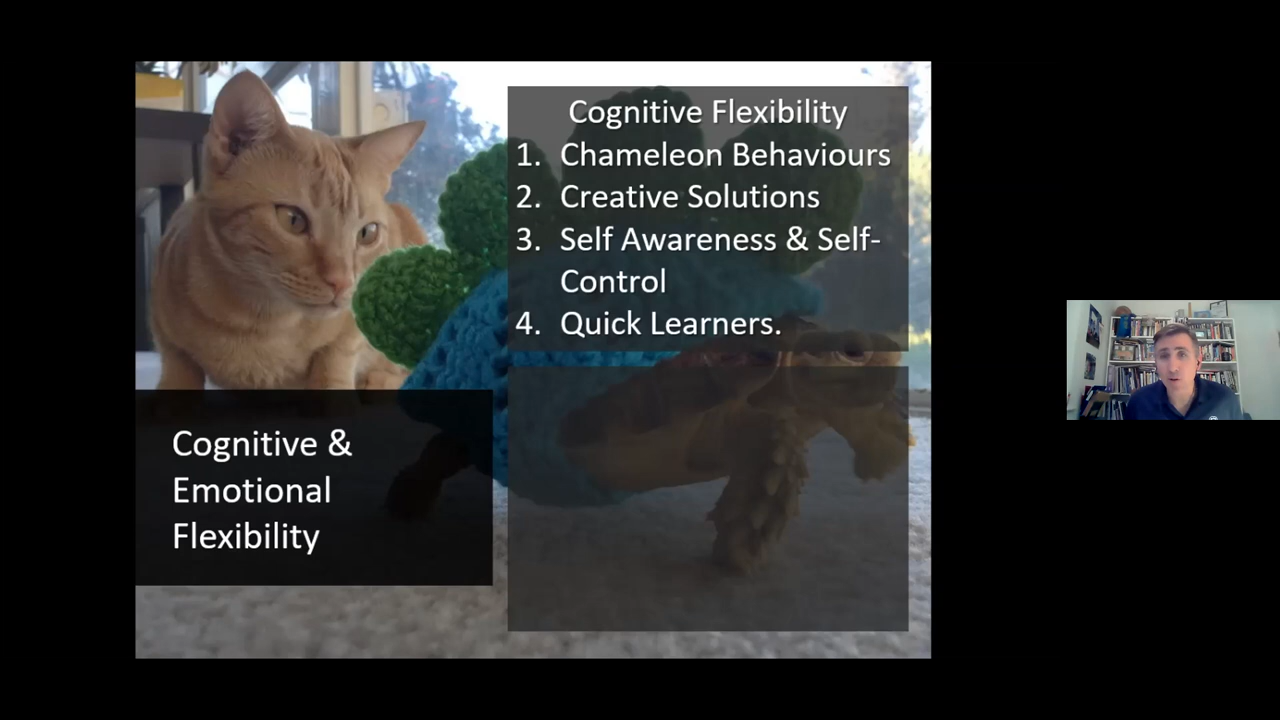 Cognitive Flexibility
1. Chameleon Behaviours
2. Creative Solutions
3. Self Awareness & Self-
Control
4. Quick Learners.
Cognitive &
Emotional
Flexibility